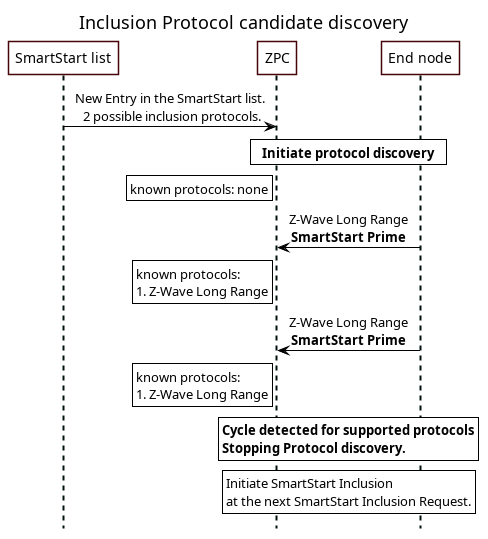 Inclusion Protocol candidate discovery
SmartStart list
ZPC
End node
New Entry in the SmartStart list.
2 possible inclusion protocols.
Initiate protocol discovery
known protocols: none
Z-Wave Long Range
SmartStart Prime
known protocols:
1. Z-Wave Long Range
Z-Wave Long Range
SmartStart Prime
known protocols:
1. Z-Wave Long Range
Cycle detected for supported protocols
Stopping Protocol discovery.
Initiate SmartStart Inclusion
at the next SmartStart Inclusion Request.